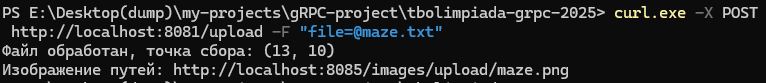 PS E:\Desktop(dump)\my-projects\gRPC-project\tbolimpiada-grpc-2025> curl.exe -X POST
http://localhost:8081/upload -F "file=@maze.txt"
Файл обработан, точка сбора: (13, 10)
Изображение путей: http://localhost:8085/images/upload/maze.png